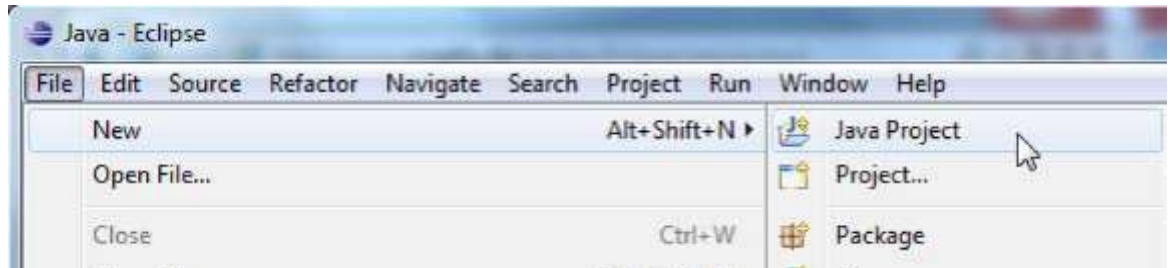 Java - Eclipse
File Edit Source Refactor Navigate Search Project Run Window Help
New Alt+Shift+N Java Project
Open File... Project...
Close Ctrl+W Package